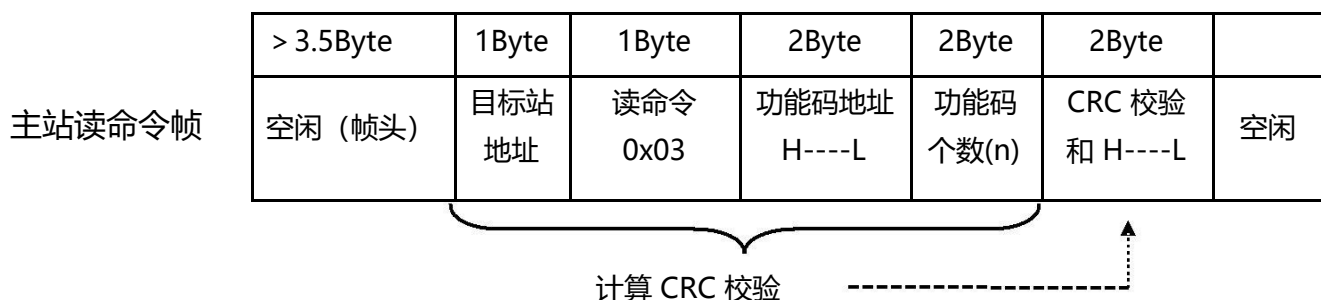 ＞3.5Byte 1Byte 1Byte 2Byte 2Byte 2Byte
主站读命令帧
空闲（帧头）
目标站
地址
读命令
0x03
功能码地址
H----L
功能码
个数(n)
CRC 校验
和 H----L
空闲
计算 CRC 校验